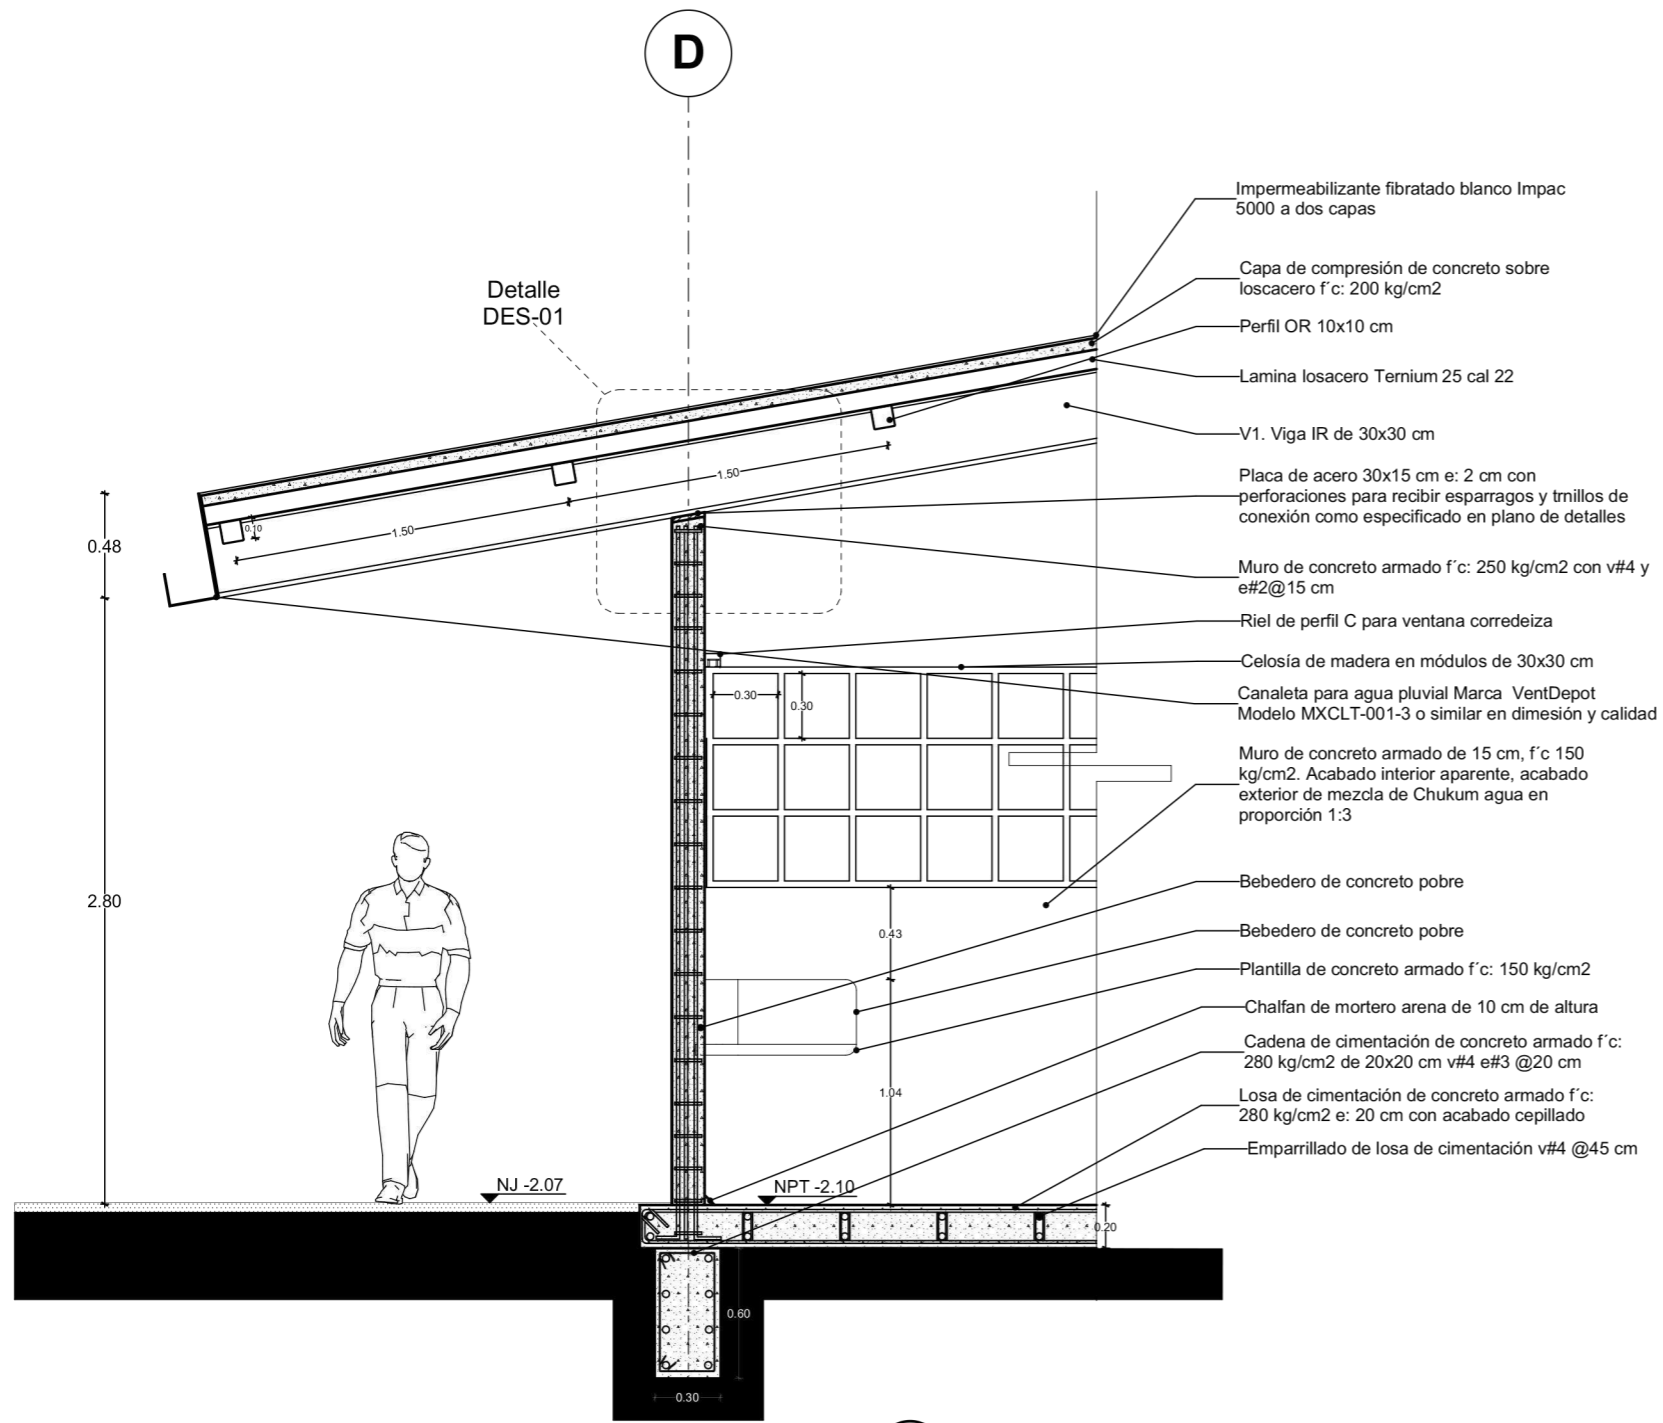 D
Detalle
DES-01
Impermeabilizante fibratado blanco Impac
5000 a dos capas
Capa de compresión de concreto sobre
loscacero f´c: 200 kg/cm2
Perfil OR 10x10 cm
Lamina losacero Ternium 25 cal 22
V1. Viga IR de 30x30 cm
Placa de acero 30x15 cm e: 2 cm con
perforaciones para recibir esparragos y trnillos de
conexión como especificado en plano de detalles
Muro de concreto armado f´c: 250 kg/cm2 con v#4 y
e#2@15 cm
Riel de perfil C para ventana corredeiza
Celosía de madera en módulos de 30x30 cm
Canaleta para agua pluvial Marca VentDepot
Modelo MXCLT-001-3 o similar en dimesión y calidad
Muro de concreto armado de 15 cm, f´c 150
kg/cm2. Acabado interior aparente, acabado
exterior de mezcla de Chukum agua en
proporción 1:3
Bebedero de concreto pobre
Bebedero de concreto pobre
Plantilla de concreto armado f´c: 150 kg/cm2
Chalfan de mortero arena de 10 cm de altura
Cadena de cimentación de concreto armado f´c:
280 kg/cm2 de 20x20 cm v#4 e#3 @20 cm
Losa de cimentación de concreto armado f´c:
280 kg/cm2 e: 20 cm con acabado cepillado
Emparrillado de losa de cimentación v#4 @45 cm
1.50
1.50
0.10
0.48
2.80
0.30
0.30
0.43
1.04
NJ -2.07
NPT -2.10
0.20
0.60
0.30